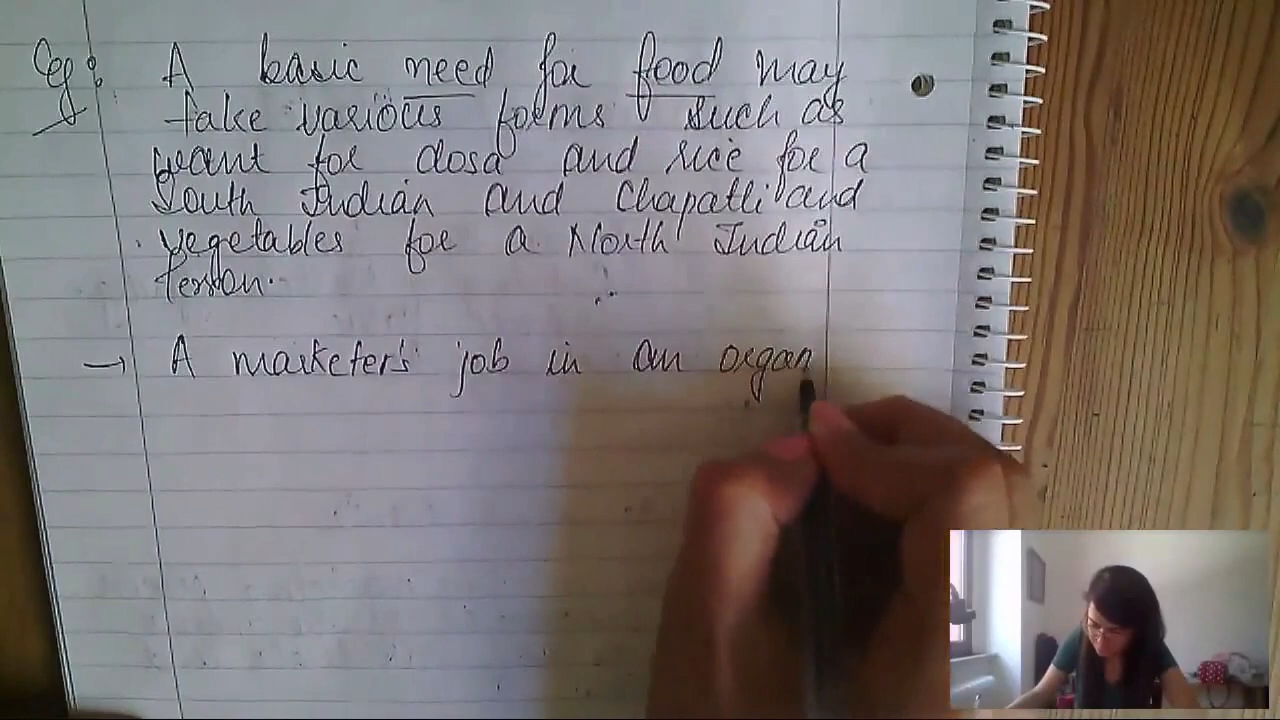 Eg: A basic need for food may
take various forms such as
want for dosa and rice for a
South Indian and Chapatti and
vegetables for a North Indian
Person.
→ A marketer's job in an organ